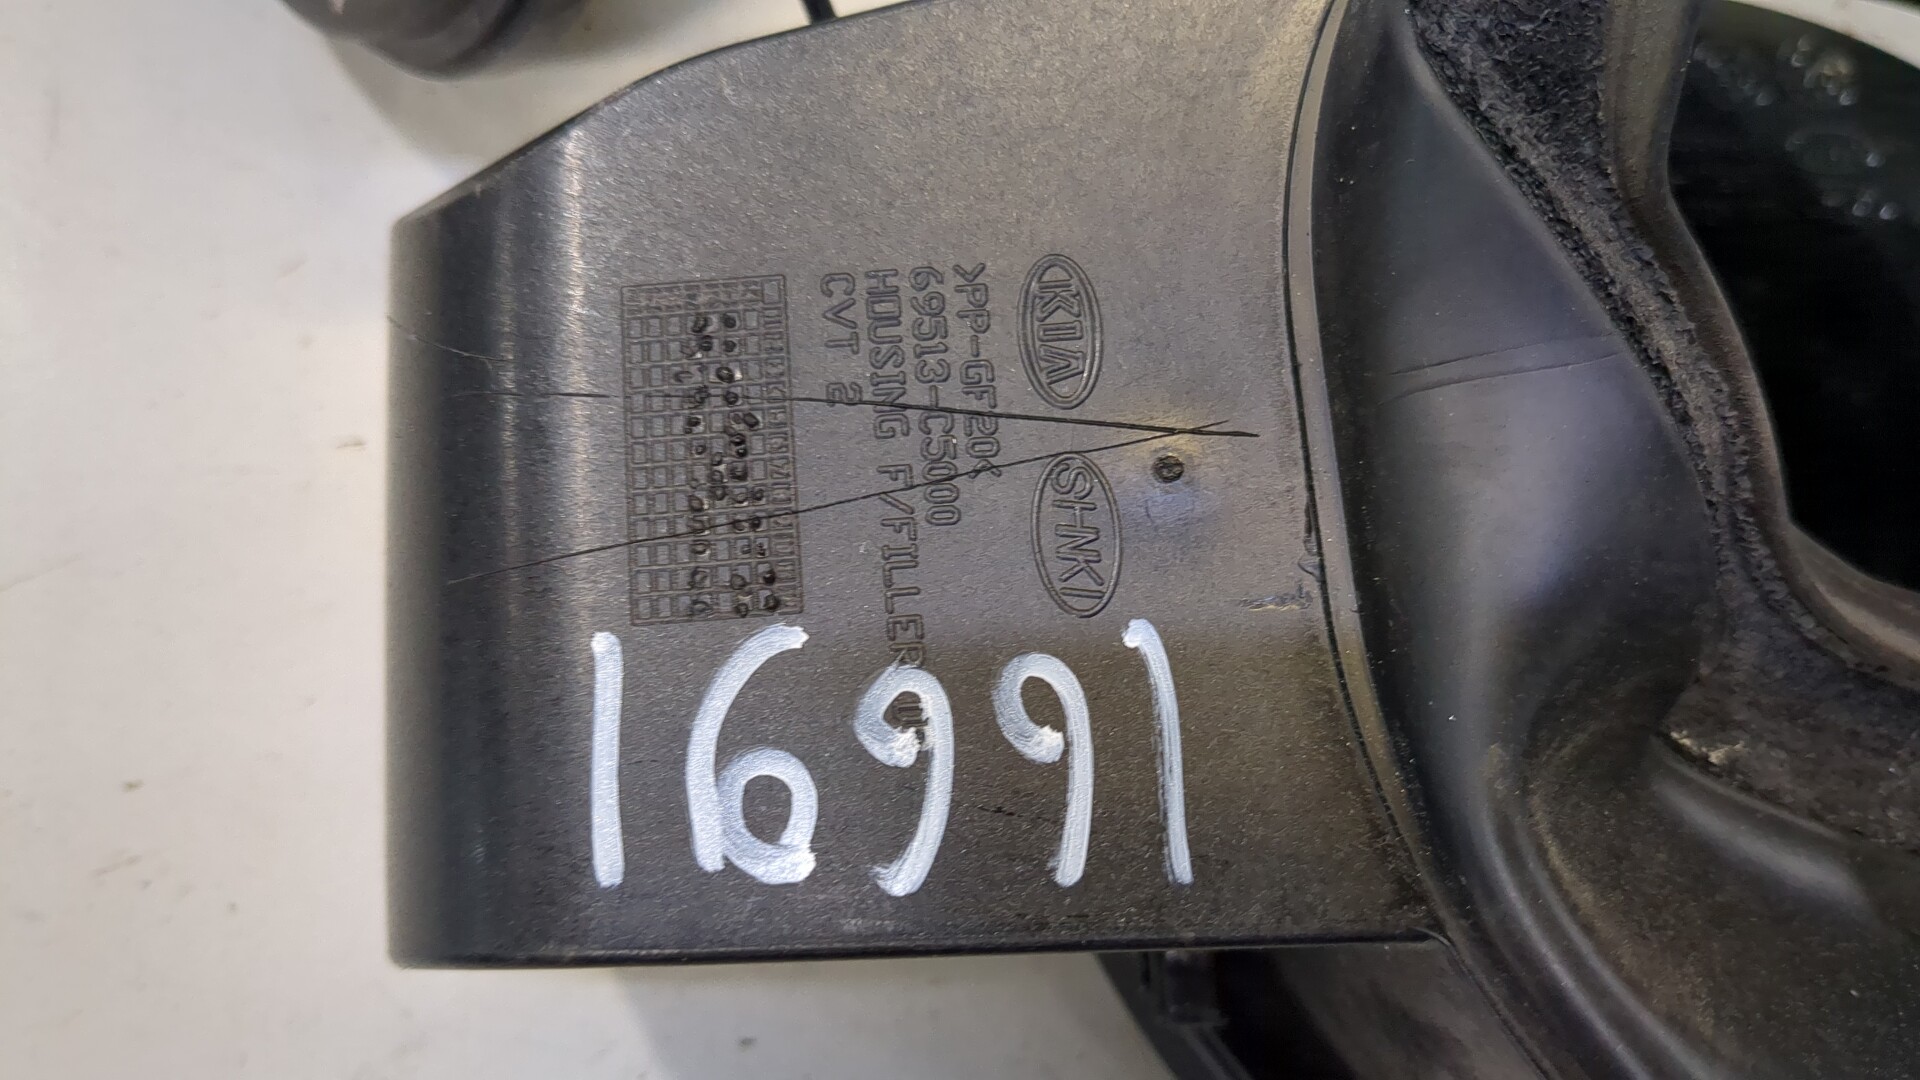 KIA SHNKI
>PP-GF20<
69513-C5000
HOUSING F/FILLER
CVT 2
16991